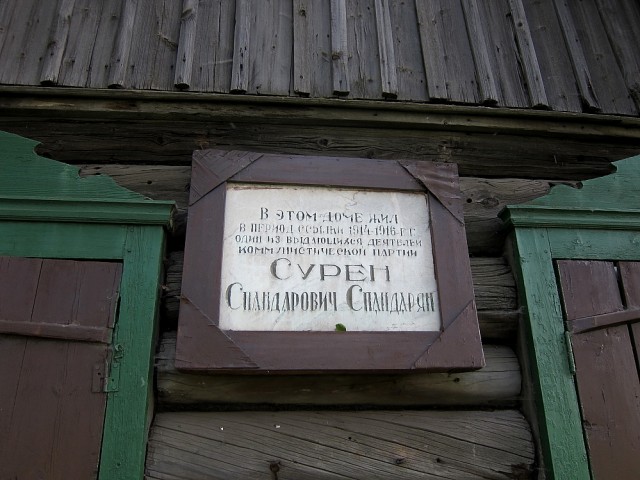 В этом доме жил
в период ссылки 1914-1916 г.г.
один из выдающихся деятелей
коммунистической партии
Сурен
Спандарович Спандарян